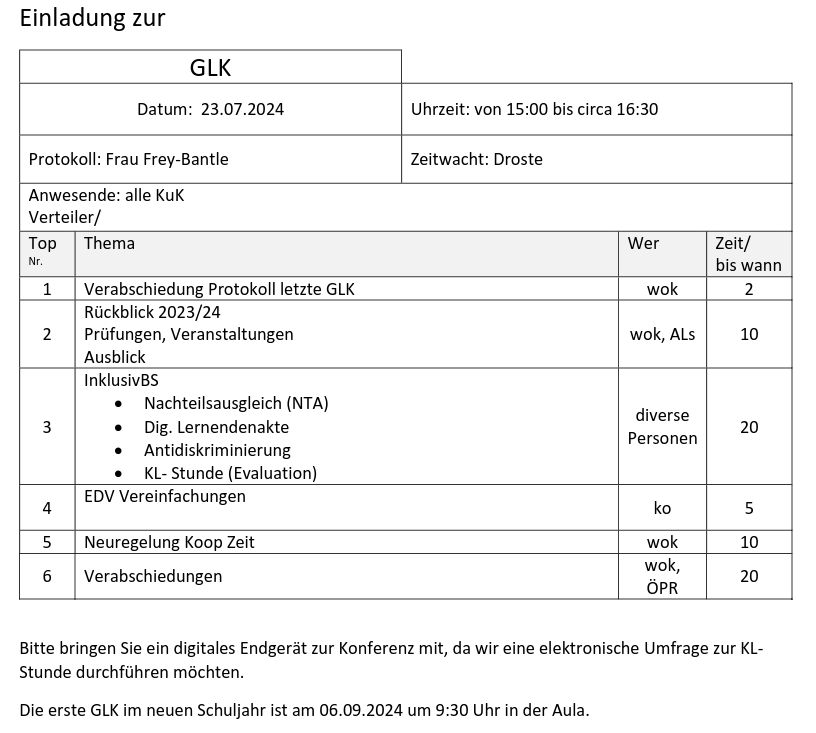 Einladung zur
GLK
Datum: 23.07.2024 Uhrzeit: von 15:00 bis circa 16:30
Protokoll: Frau Frey-Bantle Zeitwacht: Droste
Anwesende: alle KuK
Verteiler/
Top Nr. Thema Wer Zeit/ bis wann
1 Verabschiedung Protokoll letzte GLK wok 2
Rückblick 2023/24
2 Prüfungen, Veranstaltungen wok, ALs 10
Ausblick
InklusivBS
• Nachteilsausgleich (NTA)
3 • Dig. Lernendenakte diverse Personen 20
• Antidiskriminierung
• KL- Stunde (Evaluation)
4 EDV Vereinfachungen ko 5
5 Neuregelung Koop Zeit wok 10
6 Verabschiedungen wok, ÖPR 20
Bitte bringen Sie ein digitales Endgerät zur Konferenz mit, da wir eine elektronische Umfrage zur KL-
Stunde durchführen möchten.
Die erste GLK im neuen Schuljahr ist am 06.09.2024 um 9:30 Uhr in der Aula.